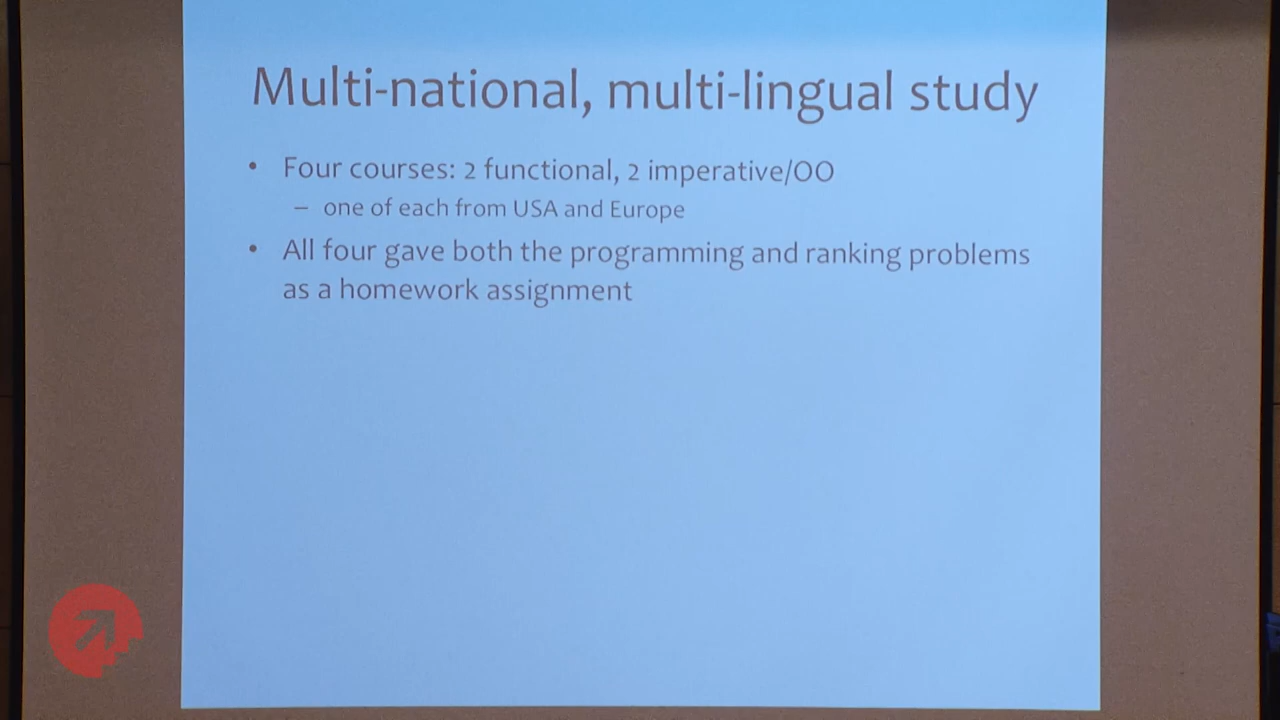 Multi-national, multi-lingual study
• Four courses: 2 functional, 2 imperative/OO
– one of each from USA and Europe
• All four gave both the programming and ranking problems
as a homework assignment